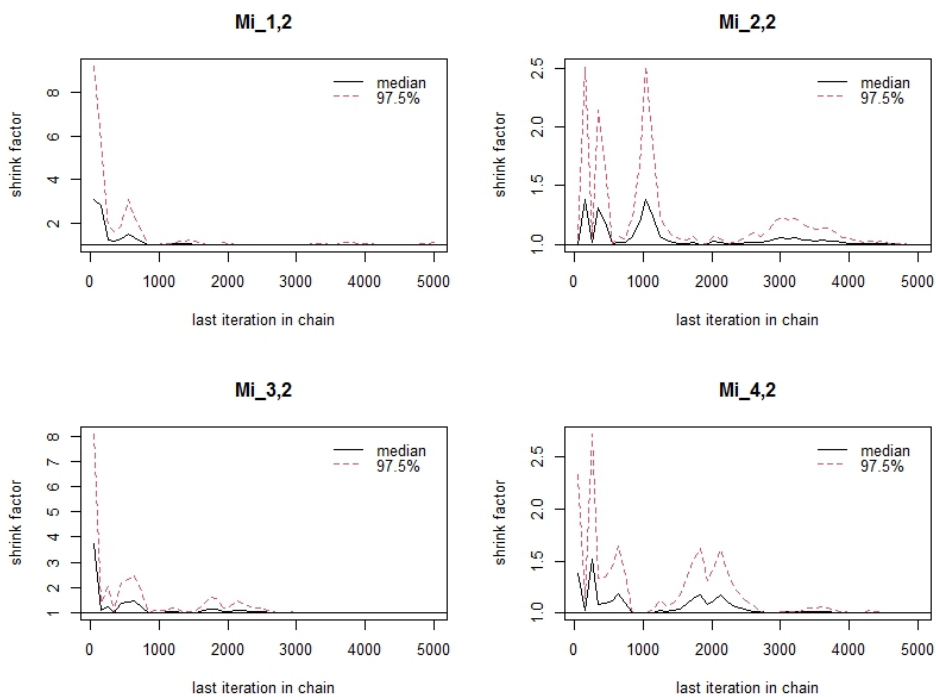 Mi_1,2
shrink factor
8
6
4
2
median
97.5%
0 1000 2000 3000 4000 5000
last iteration in chain
Mi_2,2
shrink factor
2.5
2.0
1.5
1.0
median
97.5%
0 1000 2000 3000 4000 5000
last iteration in chain
Mi_3,2
shrink factor
8
7
6
5
4
3
2
1
median
97.5%
0 1000 2000 3000 4000 5000
last iteration in chain
Mi_4,2
shrink factor
2.5
2.0
1.5
1.0
median
97.5%
0 1000 2000 3000 4000 5000
last iteration in chain